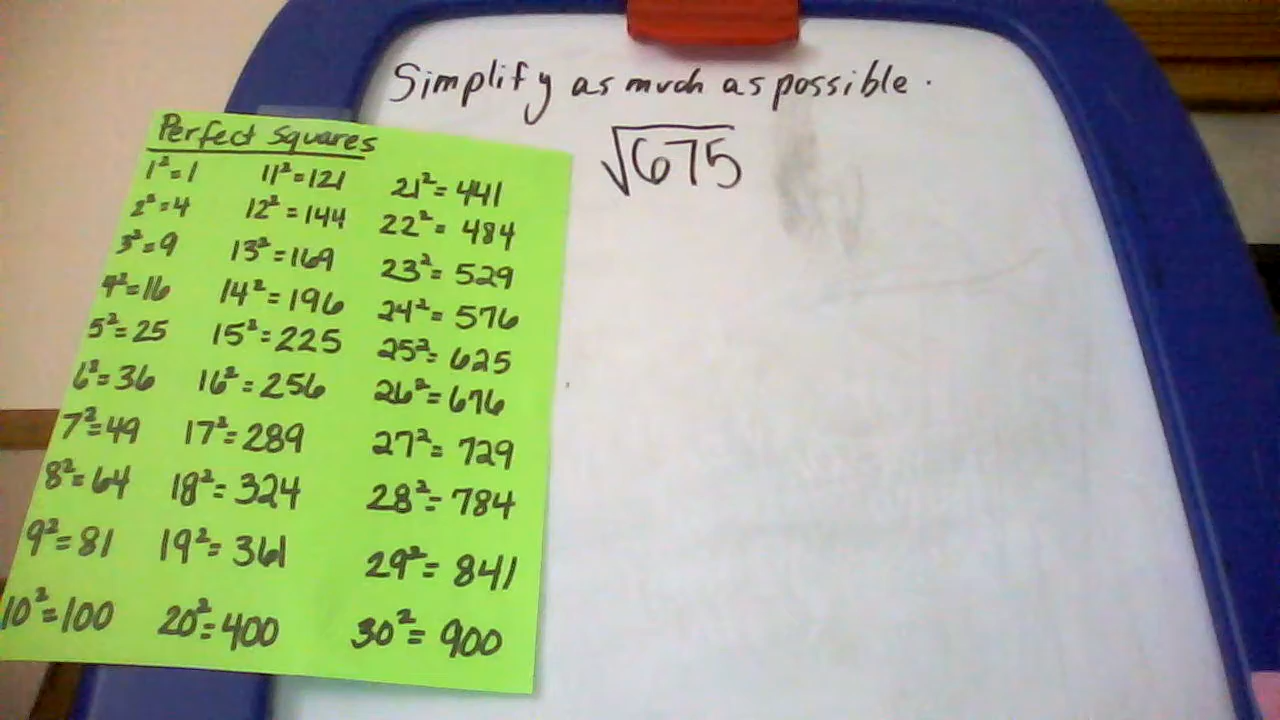 Simplify as much as possible.
√675
Perfect Squares
1²=1 11²=121 21²=441
2²=4 12²=144 22²=484
3²=9 13²=169 23²=529
4²=16 14²=196 24²=576
5²=25 15²=225 25²=625
6²=36 16²=256 26²=676
7²=49 17²=289 27²=729
8²=64 18²=324 28²=784
9²=81 19²=361 29²=841
10²=100 20²=400 30²=900